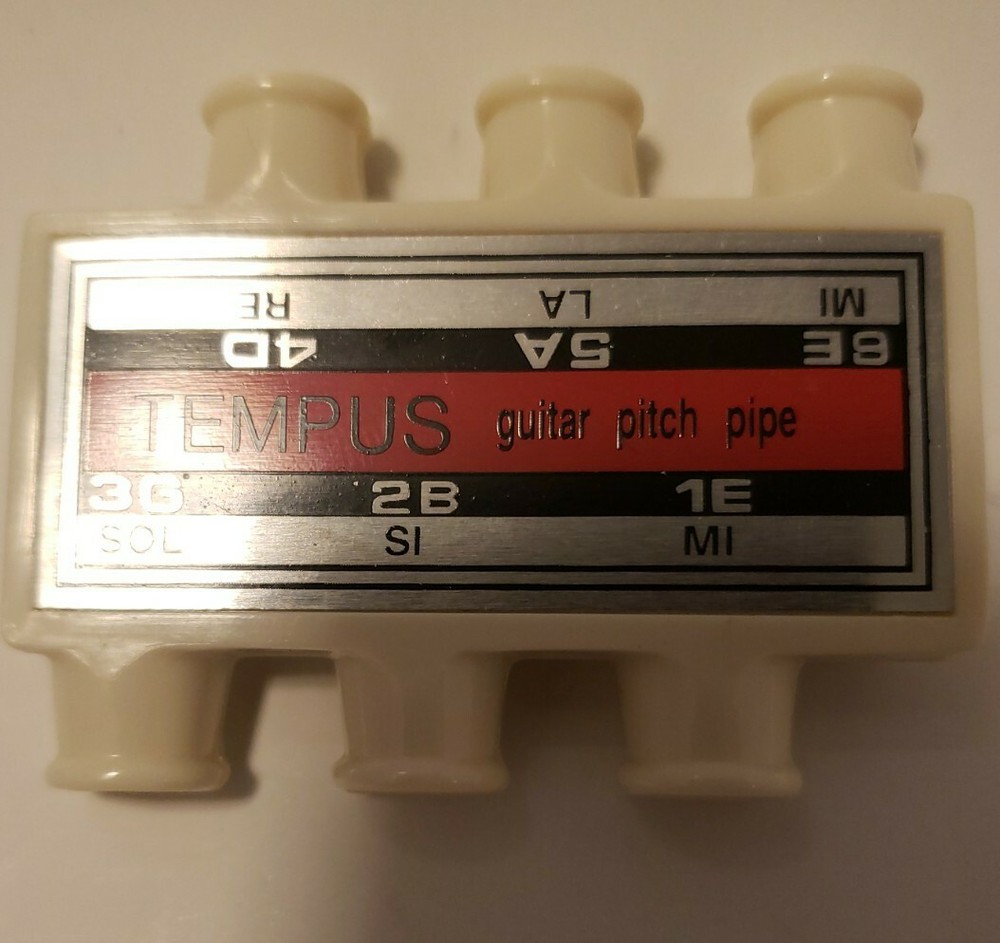 RE LA MI
4D 5A 6E
TEMPUS guitar pitch pipe
3G 2B 1E
SOL SI MI